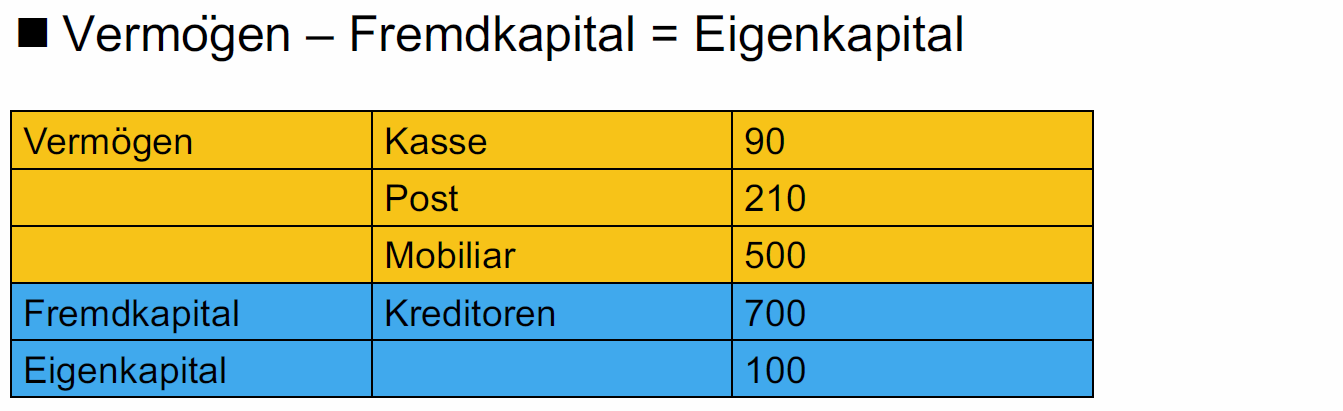 ■ Vermögen – Fremdkapital = Eigenkapital
Vermögen Kasse 90
Post 210
Mobiliar 500
Fremdkapital Kreditoren 700
Eigenkapital 100